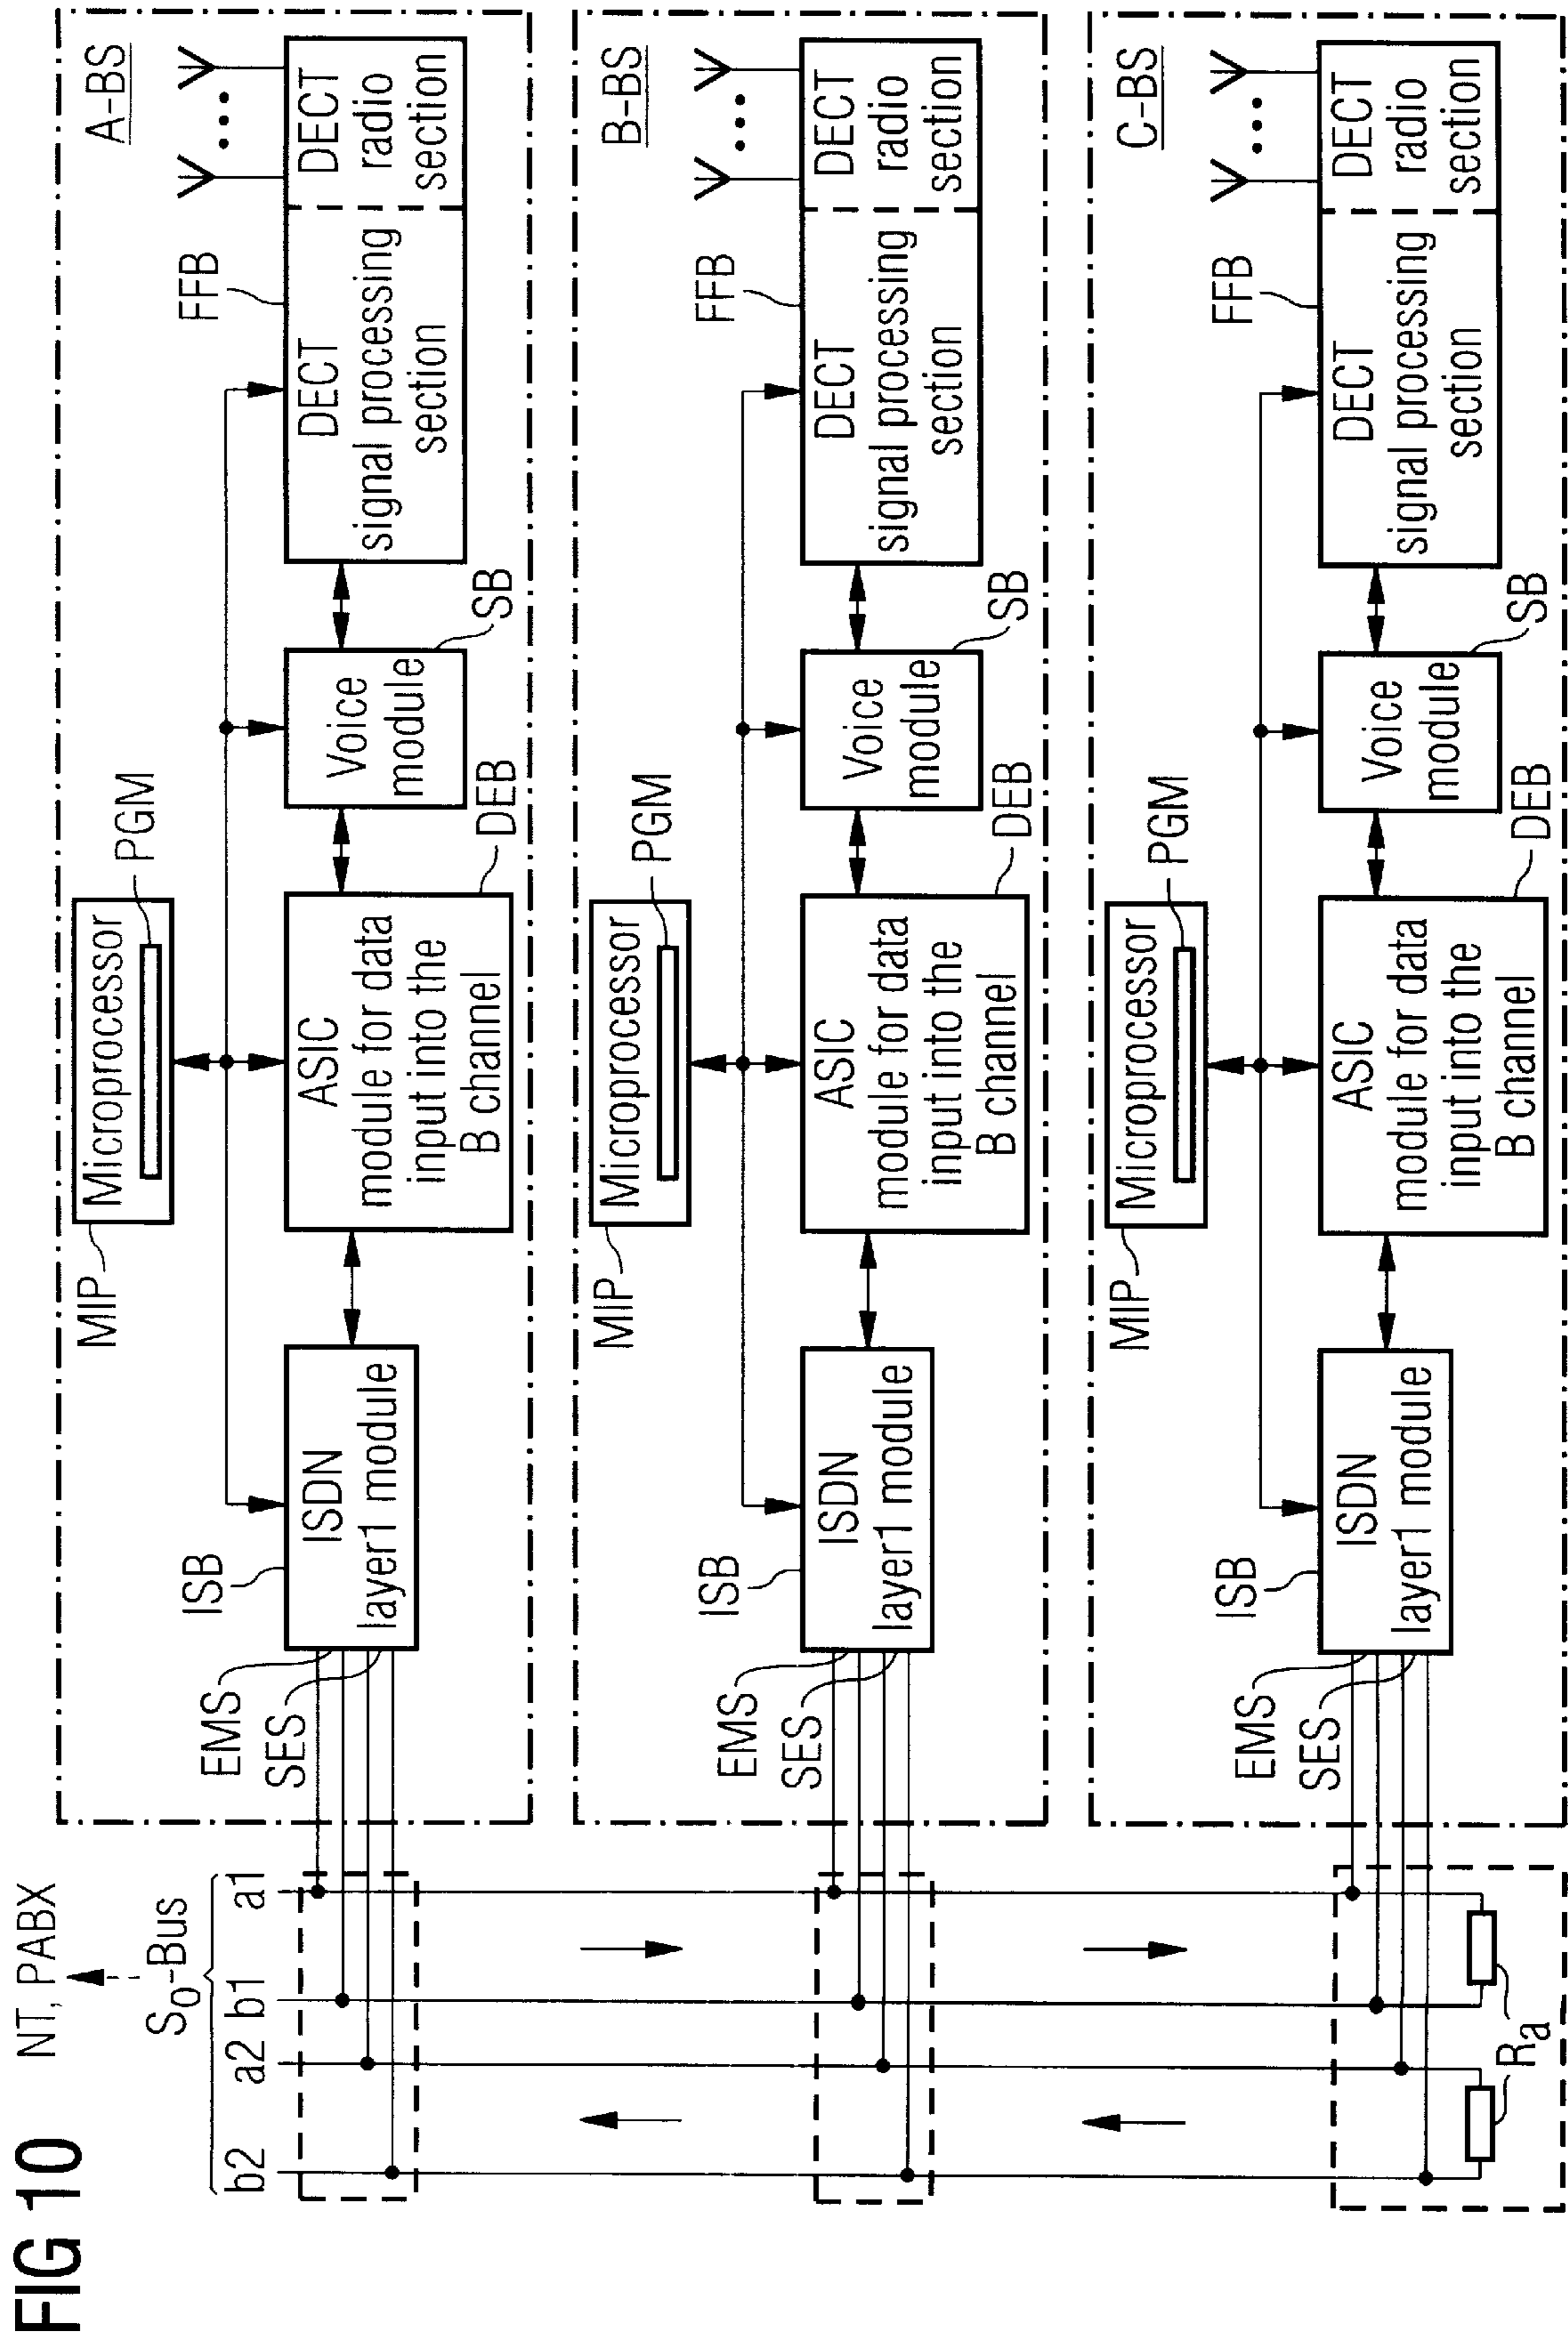 FIG 10
NT, PABX
S0-Bus
a1
b1
a2
b2
Ra
A-BS
MIP
Microprocessor
PGM
FFB
ISB
EMS
SES
ISDN
layer1 module
ASIC
module for data
input into the
B channel
DEB
Voice
module
SB
DECT
signal processing
section
DECT
radio
section
B-BS
MIP
Microprocessor
PGM
FFB
ISB
EMS
SES
ISDN
layer1 module
ASIC
module for data
input into the
B channel
DEB
Voice
module
SB
DECT
signal processing
section
DECT
radio
section
C-BS
MIP
Microprocessor
PGM
FFB
ISB
EMS
SES
ISDN
layer1 module
ASIC
module for data
input into the
B channel
DEB
Voice
module
SB
DECT
signal processing
section
DECT
radio
section